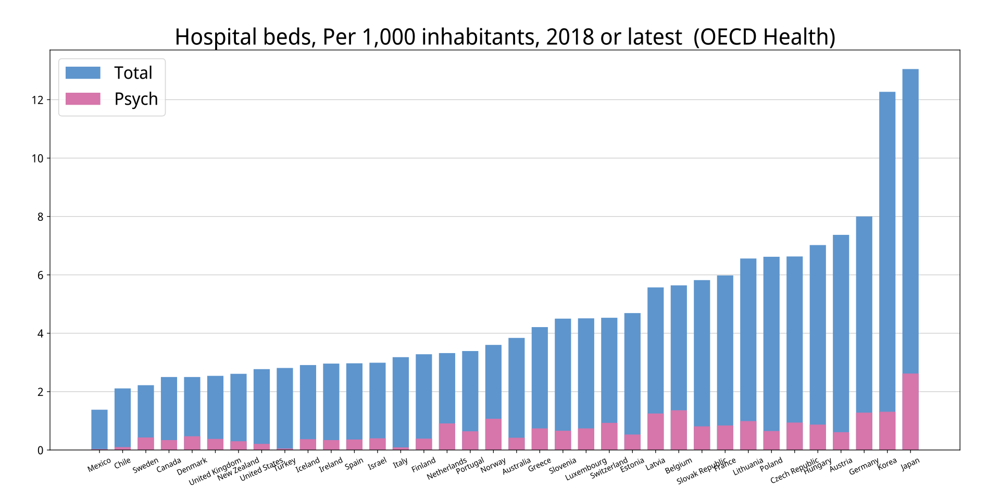 Hospital beds, Per 1,000 inhabitants, 2018 or latest  (OECD Health)
Total
Psych
12
10
8
6
4
2
0
Mexico
Chile
Sweden
Canada
Denmark
United Kingdom
New Zealand
United States
Turkey
Iceland
Ireland
Spain
Israel
Italy
Finland
Netherlands
Portugal
Norway
Australia
Greece
Slovenia
Luxembourg
Switzerland
Estonia
Latvia
Belgium
Slovak Republic
France
Lithuania
Poland
Czech Republic
Hungary
Austria
Germany
Korea
Japan